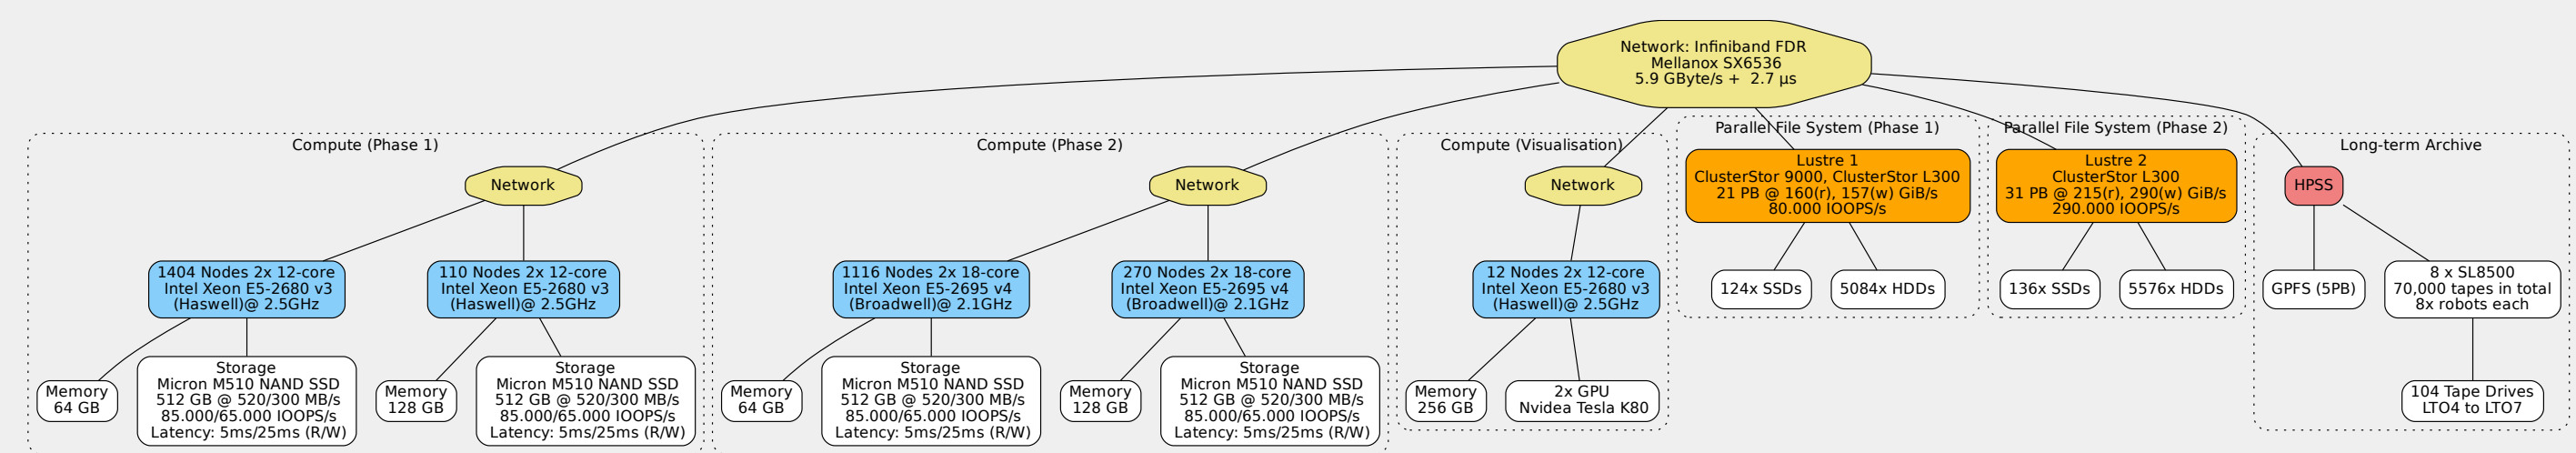 Network: Infiniband FDR
Mellanox SX6536
5.9 GByte/s + 2.7 µs
Compute (Phase 1)
Network
1404 Nodes 2x 12-core
Intel Xeon E5-2680 v3
(Haswell)@ 2.5GHz
Memory
64 GB
Storage
Micron M510 NAND SSD
512 GB @ 520/300 MB/s
85.000/65.000 IOOPS/s
Latency: 5ms/25ms (R/W)
110 Nodes 2x 12-core
Intel Xeon E5-2680 v3
(Haswell)@ 2.5GHz
Memory
128 GB
Storage
Micron M510 NAND SSD
512 GB @ 520/300 MB/s
85.000/65.000 IOOPS/s
Latency: 5ms/25ms (R/W)
Compute (Phase 2)
Network
1116 Nodes 2x 18-core
Intel Xeon E5-2695 v4
(Broadwell)@ 2.1GHz
Memory
64 GB
Storage
Micron M510 NAND SSD
512 GB @ 520/300 MB/s
85.000/65.000 IOOPS/s
Latency: 5ms/25ms (R/W)
270 Nodes 2x 18-core
Intel Xeon E5-2695 v4
(Broadwell)@ 2.1GHz
Memory
128 GB
Storage
Micron M510 NAND SSD
512 GB @ 520/300 MB/s
85.000/65.000 IOOPS/s
Latency: 5ms/25ms (R/W)
Compute (Visualisation)
Network
12 Nodes 2x 12-core
Intel Xeon E5-2680 v3
(Haswell)@ 2.5GHz
Memory
256 GB
2x GPU
Nvidea Tesla K80
Parallel File System (Phase 1)
Lustre 1
ClusterStor 9000, ClusterStor L300
21 PB @ 160(r), 157(w) GiB/s
80.000 IOOPS/s
124x SSDs
5084x HDDs
Parallel File System (Phase 2)
Lustre 2
ClusterStor L300
31 PB @ 215(r), 290(w) GiB/s
290.000 IOOPS/s
136x SSDs
5576x HDDs
Long-term Archive
HPSS
GPFS (5PB)
8 x SL8500
70,000 tapes in total
8x robots each
104 Tape Drives
LTO4 to LTO7